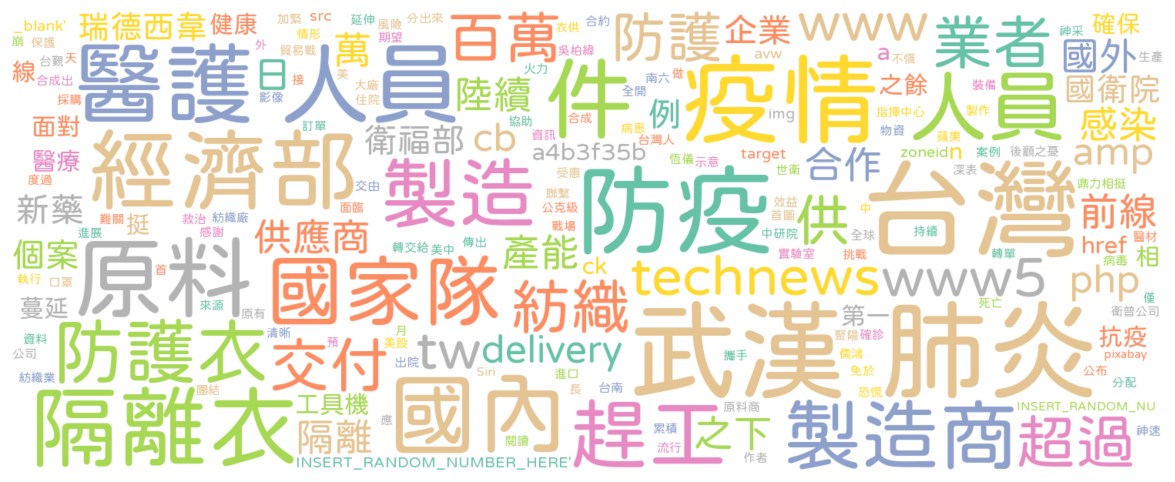 _blank'
瑞德西韋
健康
src
加緊
延伸
風險
分出來
百萬
衣供
合約
防護
企業
www
業者
神采
確保
崩
保護
情形
期望
萬
外
貿易戰
吳柏緯
avw
a
不慎
國外
生產
線
台觀
天
醫護人員
日
接
美
火力
件
疫情
合成出
影像
大廠
陸續
南六
做
之餘
人員
裝備
國衛院
採購
住院
全開
例
img
指揮中心
製作
面對
訂單
衛福部
協助
合成
病患
物資
蘋果
感染
cb
資訊
台灣人
n
醫療
經濟部
a4b3f35b
恆儀
示意
target
合作
zoneid
案例
後顧之憂
amp
度過
交由
製造
受惠
世衛
深表
新藥
救治
紡織廠
面臨
聯繫
防疫
效益
供
中
台灣
鼎力相挺
難關
挺
公克級
首圖
前線
進展
感謝
供應商
戰場
中研院
持續
醫材
個案
原料
轉交給
美中
傳出
產能
實驗室
挑戰
全球
轉單
href
相
執行
口罩
首
國家隊
ck
technews
www5
php
病毒
蔓延
來源
原有
紡織
死亡
僅
第一
衛普公司
資料
防護衣
清晰
預
月
美股
tw
delivery
聚陽
確診
武漢肺炎
抗疫
公司
交付
出院
攜手
儒鴻
免於
pixabay
紡織業
團結
Siri
進口
台南
恐慌
公布
分配
隔離衣
工具機
應
國內
長
趕工
原料商
之下
製造商
INSERT_RANDOM_NU
超過
隔離
閱讀
累積
神速
INSERT_RANDOM_NUMBER_HERE'
流行
作者